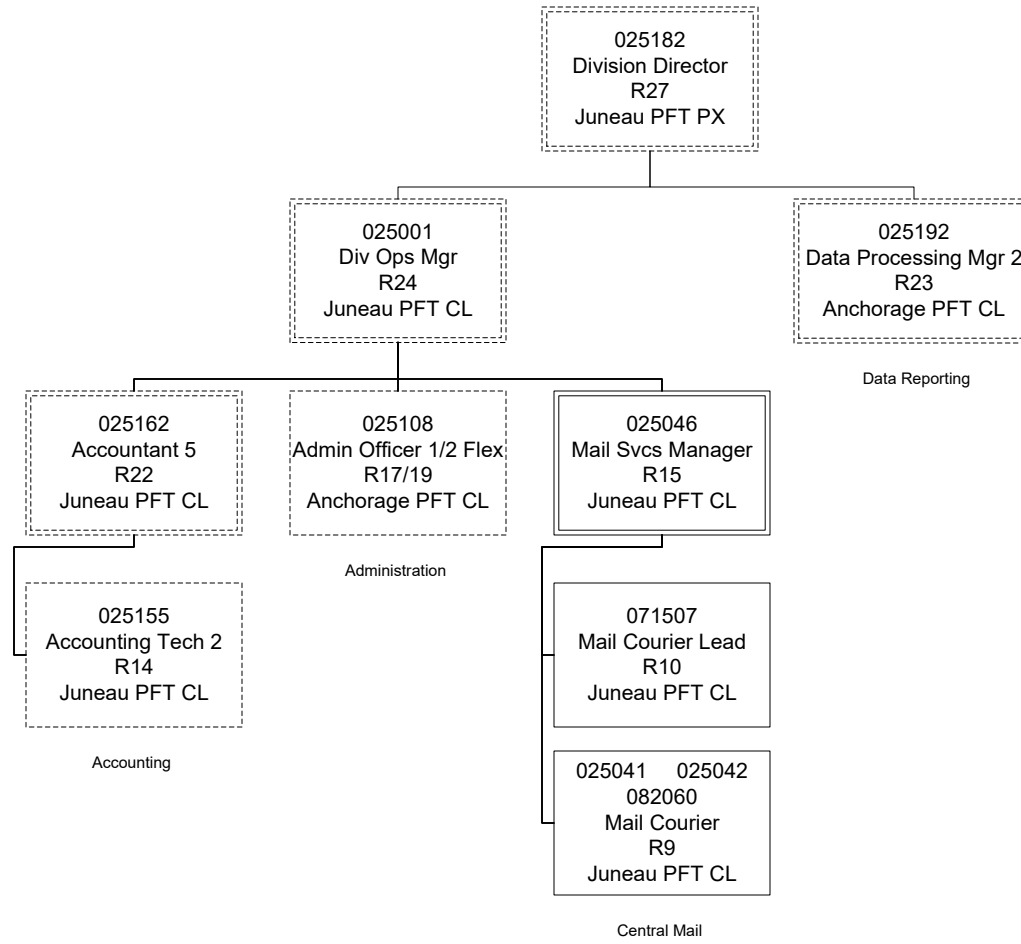 025182
Division Director
R27
Juneau PFT PX
025001
Div Ops Mgr
R24
Juneau PFT CL
025192
Data Processing Mgr 2
R23
Anchorage PFT CL
Data Reporting
025162
Accountant 5
R22
Juneau PFT CL
025108
Admin Officer 1/2 Flex
R17/19
Anchorage PFT CL
Administration
025046
Mail Svcs Manager
R15
Juneau PFT CL
025155
Accounting Tech 2
R14
Juneau PFT CL
Accounting
071507
Mail Courier Lead
R10
Juneau PFT CL
025041 025042
082060
Mail Courier
R9
Juneau PFT CL
Central Mail